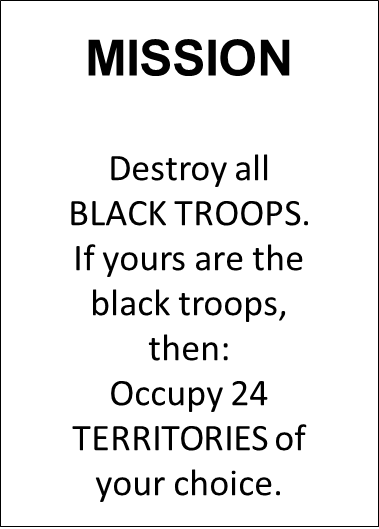 MISSION
Destroy all
BLACK TROOPS.
If yours are the
black troops,
then:
Occupy 24
TERRITORIES of
your choice.